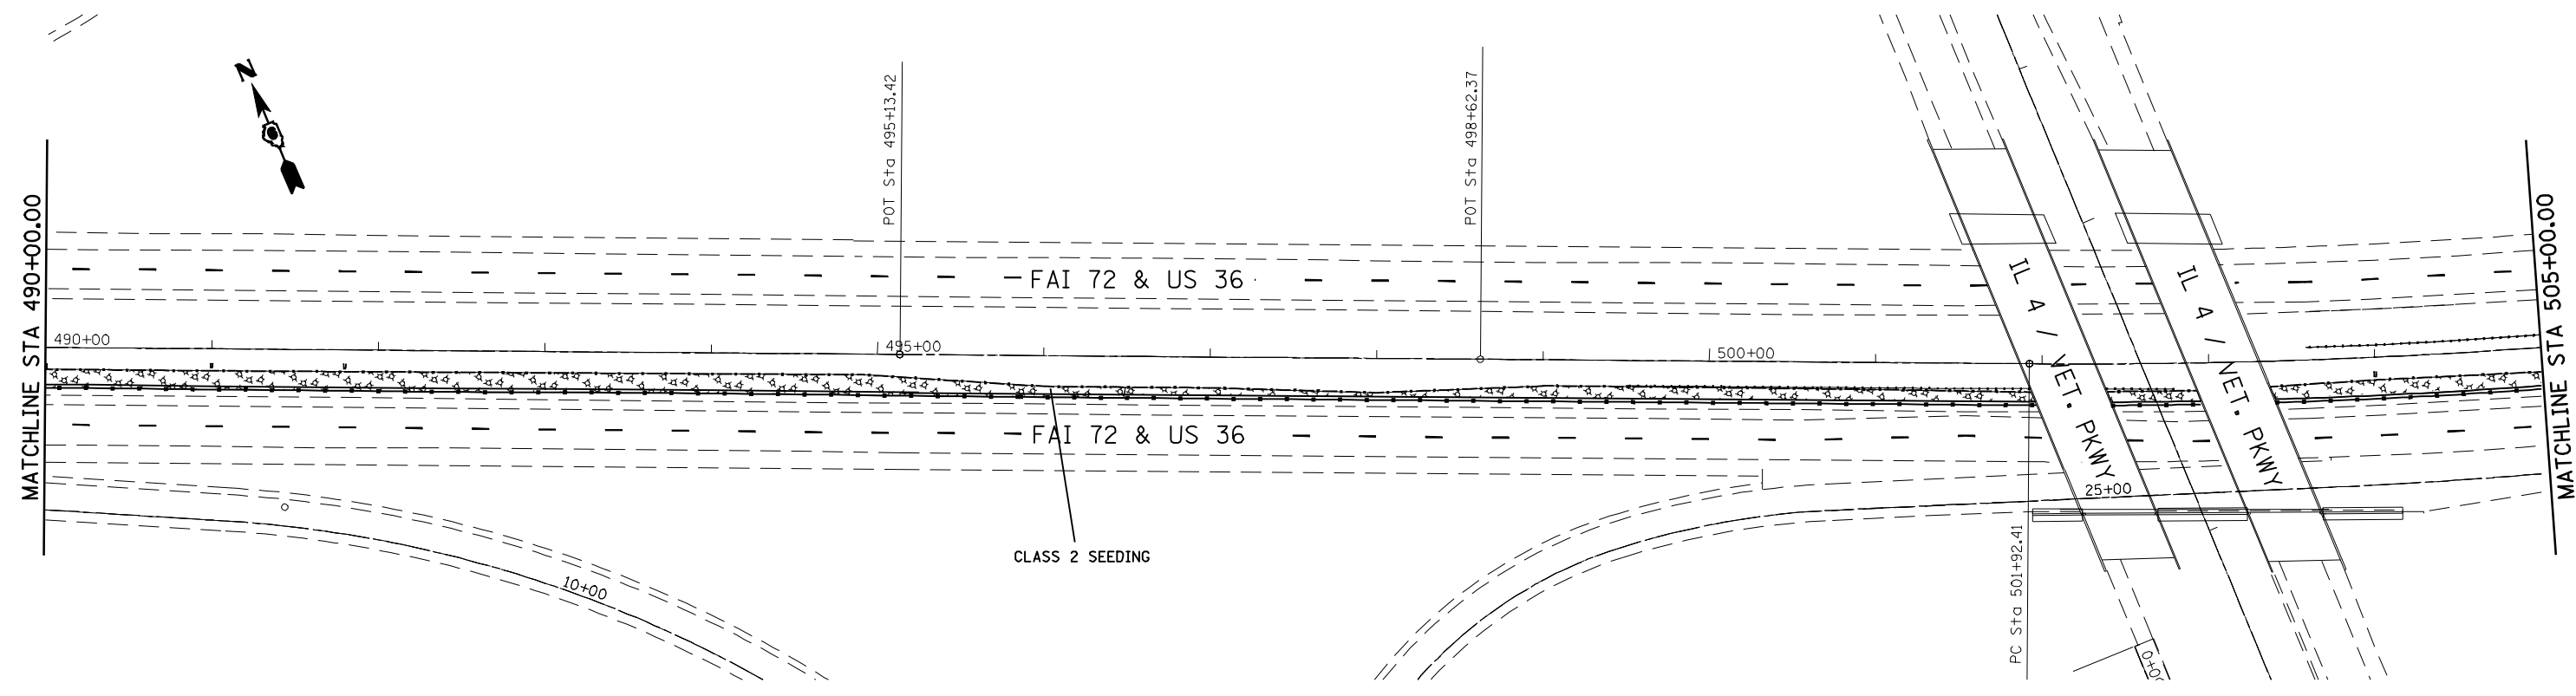 N
MATCHLINE STA 490+00.00
POT Sta 495+13.42
POT Sta 498+62.37
MATCHLINE STA 505+00.00
FAI 72 & US 36
IL 4 / VET. PKWY
IL 4 / VET. PKWY
490+00
495+00
500+00
FAI 72 & US 36
25+00
PC Sta 501+92.41
CLASS 2 SEEDING
10+00
0+00